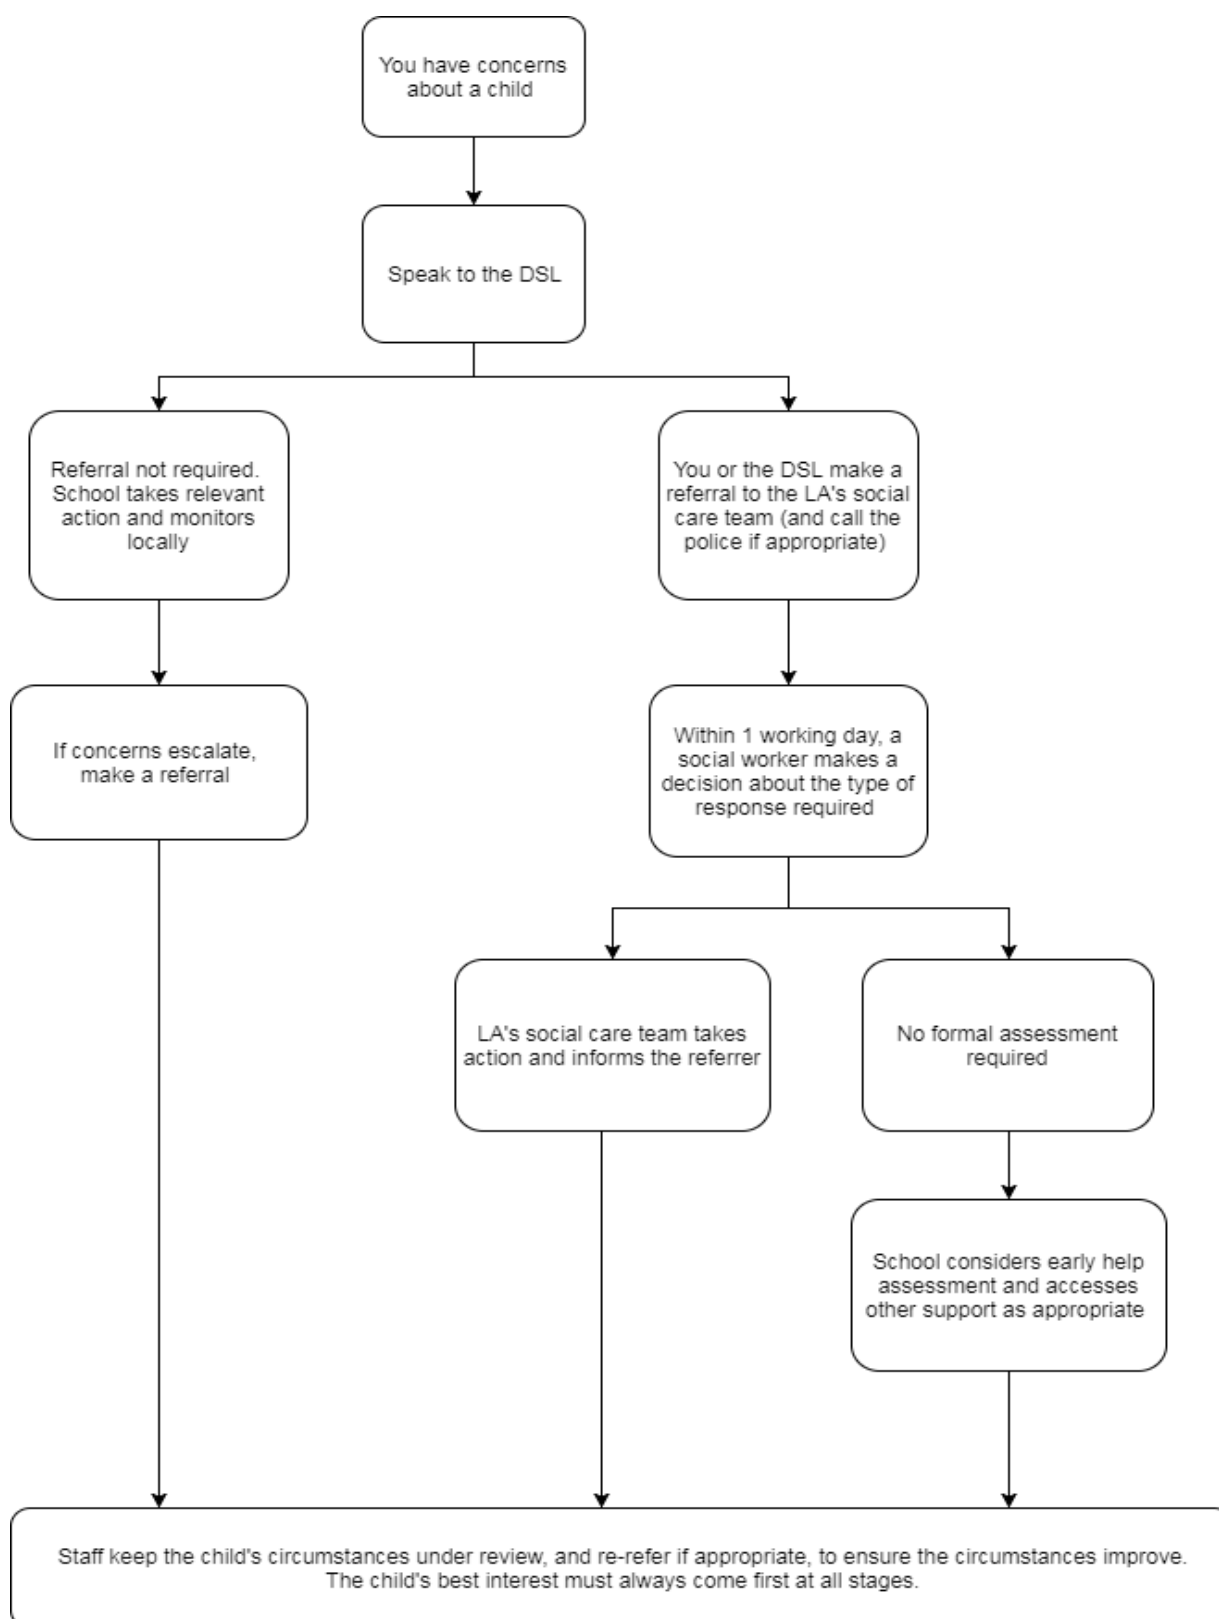 You have concerns
about a child
Speak to the DSL
Referral not required.
School takes relevant
action and monitors
locally
You or the DSL make a
referral to the LA's social
care team (and call the
police if appropriate)
If concerns escalate,
make a referral
Within 1 working day, a
social worker makes a
decision about the type of
response required
LA's social care team takes
action and informs the referrer
No formal assessment
required
School considers early help
assessment and accesses
other support as appropriate
Staff keep the child's circumstances under review, and re-refer if appropriate, to ensure the circumstances improve.
The child's best interest must always come first at all stages.